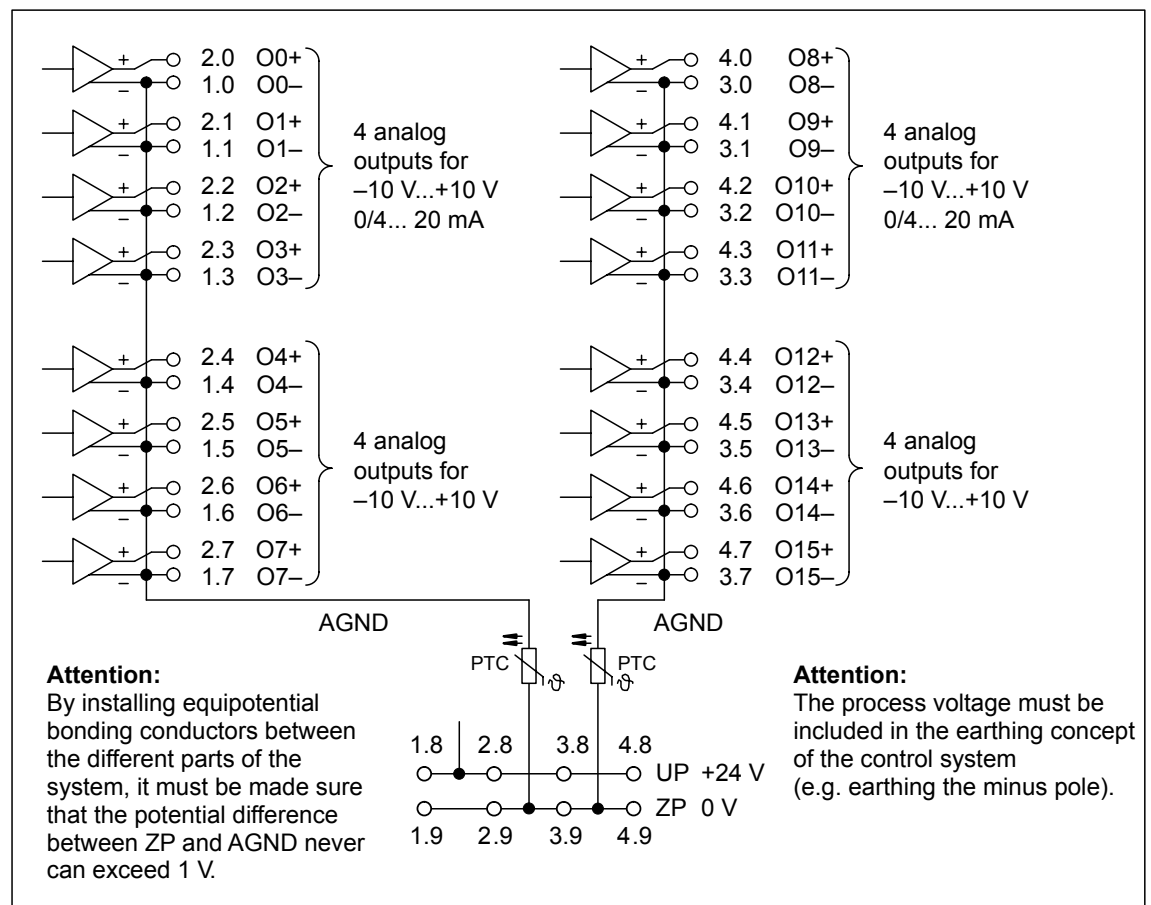 + 2.0 O0+
– 1.0 O0–
+ 2.1 O1+
– 1.1 O1–
+ 2.2 O2+
– 1.2 O2–
+ 2.3 O3+
– 1.3 O3–
4 analog
outputs for
–10 V...+10 V
0/4... 20 mA
+ 2.4 O4+
– 1.4 O4–
+ 2.5 O5+
– 1.5 O5–
+ 2.6 O6+
– 1.6 O6–
+ 2.7 O7+
– 1.7 O7–
4 analog
outputs for
–10 V...+10 V
+ 4.0 O8+
– 3.0 O8–
+ 4.1 O9+
– 3.1 O9–
+ 4.2 O10+
– 3.2 O10–
+ 4.3 O11+
– 3.3 O11–
4 analog
outputs for
–10 V...+10 V
0/4... 20 mA
+ 4.4 O12+
– 3.4 O12–
+ 4.5 O13+
– 3.5 O13–
+ 4.6 O14+
– 3.6 O14–
+ 4.7 O15+
– 3.7 O15–
4 analog
outputs for
–10 V...+10 V
AGND AGND
PTC ϑ PTC ϑ
Attention:
By installing equipotential
bonding conductors between
the different parts of the
system, it must be made sure
that the potential difference
between ZP and AGND never
can exceed 1 V.
1.8 2.8 3.8 4.8
UP +24 V
ZP 0 V
1.9 2.9 3.9 4.9
Attention:
The process voltage must be
included in the earthing concept
of the control system
(e.g. earthing the minus pole).